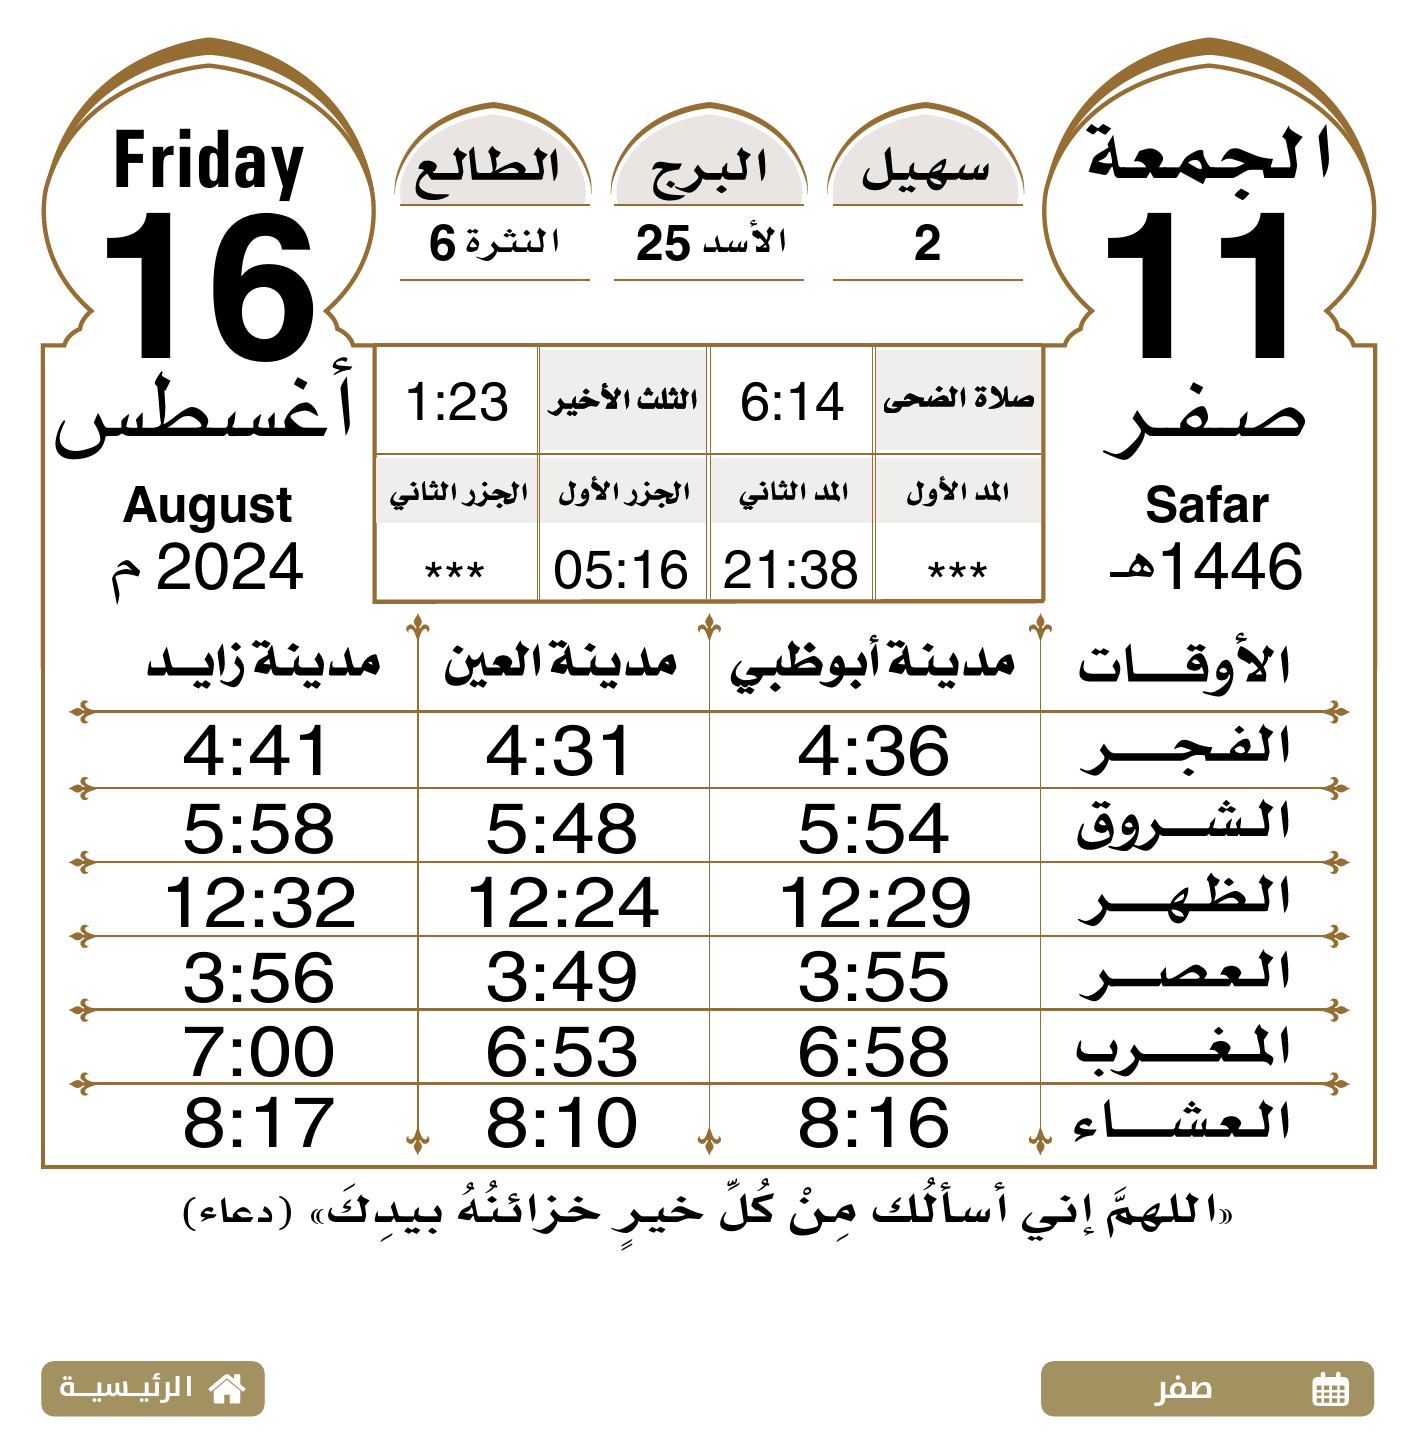 الجمعة
11
صفر
Safar
1446هـ
سهيل البرج الطالع
2 الأسد 25 النثرة 6
Friday
16
أغسطس
August
2024 م
صلاة الضحى 6:14 الثلث الأخير 1:23
المد الأول المد الثاني الجزر الأول الجزر الثاني
*** 21:38 05:16 ***
الأوقات مدينة أبوظبي مدينة العين مدينة زايد
الفجر 4:36 4:31 4:41
الشروق 5:54 5:48 5:58
الظهر 12:29 12:24 12:32
العصر 3:55 3:49 3:56
المغرب 6:58 6:53 7:00
العشاء 8:16 8:10 8:17
«اللهمَّ إني أسألُك مِنْ كُلِّ خيرٍ خزائنُهُ بيدِكَ» (دعاء)
صفر
الرئيسية